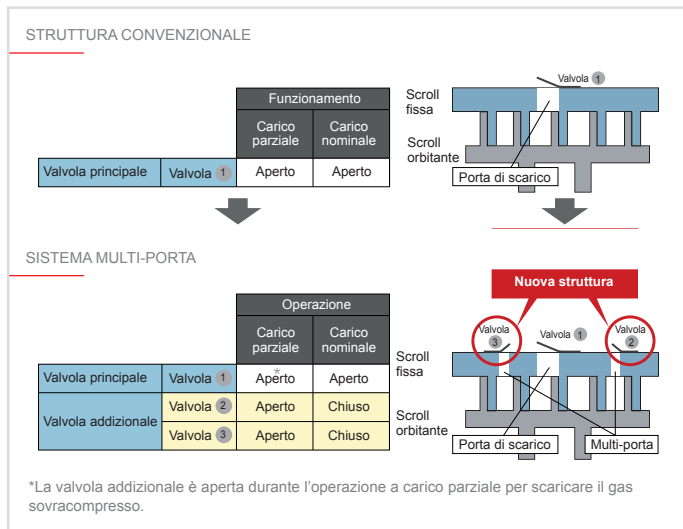 STRUTTURA CONVENZIONALE
Funzionamento
Carico parziale
Carico nominale
Valvola principale
Valvola 1
Aperto
Aperto
Valvola 1
Scroll fissa
Scroll orbitante
Porta di scarico
SISTEMA MULTI-PORTA
Operazione
Carico parziale
Carico nominale
Valvola principale
Valvola 1
Aperto*
Aperto
Valvola addizionale
Valvola 2
Aperto
Chiuso
Valvola 3
Aperto
Chiuso
Nuova struttura
Valvola 3
Valvola 1
Valvola 2
Scroll fissa
Scroll orbitante
Porta di scarico
Multi-porta
*La valvola addizionale è aperta durante l'operazione a carico parziale per scaricare il gas
sovracompresso.